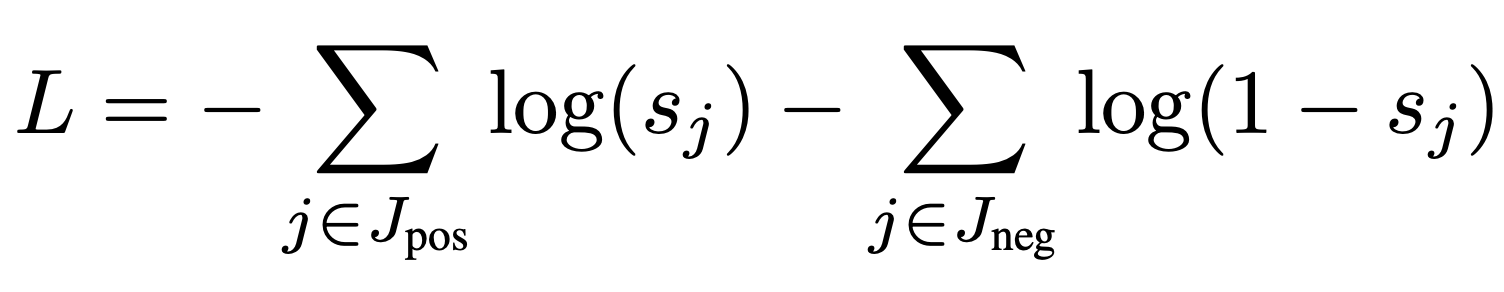 L = − ∑_{j∈J_pos} log(s_j) − ∑_{j∈J_neg} log(1 − s_j)